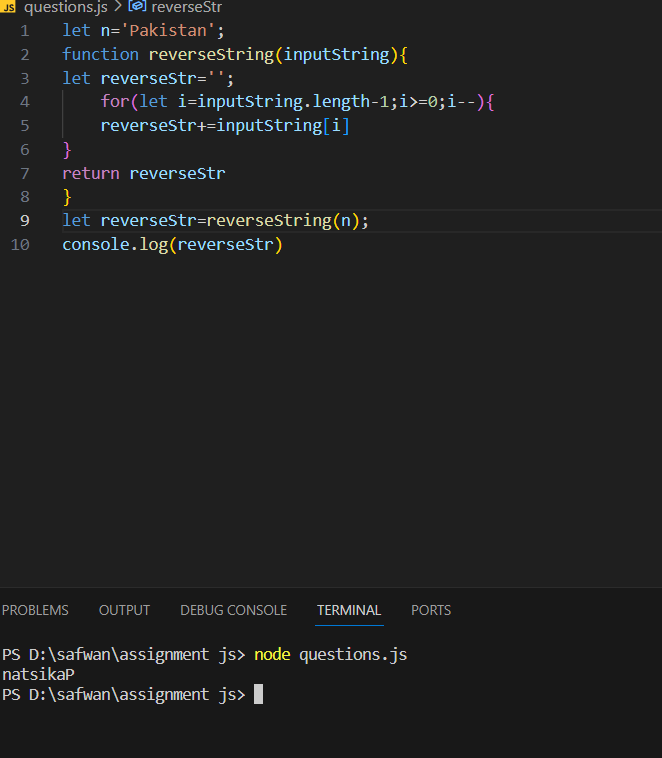 JS questions.js > reverseStr
1 let n='Pakistan';
2 function reverseString(inputString){
3 let reverseStr='';
4     for(let i=inputString.length-1;i>=0;i--){
5     reverseStr+=inputString[i]
6 }
7 return reverseStr
8 }
9 let reverseStr=reverseString(n);
10 console.log(reverseStr)
PROBLEMS OUTPUT DEBUG CONSOLE TERMINAL PORTS
PS D:\safwan\assignment js> node questions.js
natsikaP
PS D:\safwan\assignment js>